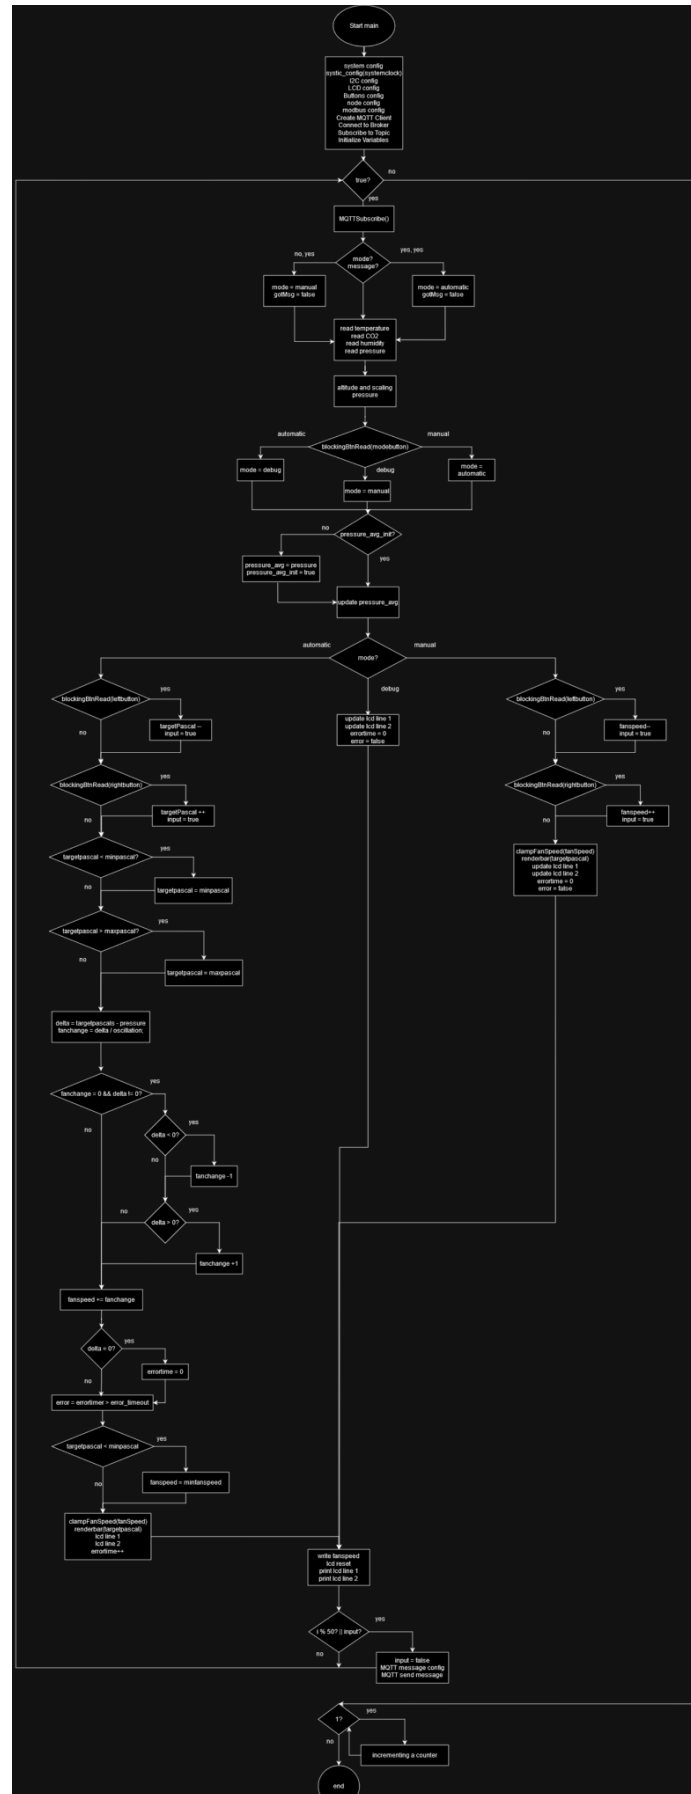 Start main
system config
systic_config(systemclock)
I2C config
LCD config
Buttons config
node config
modbus config
Create MQTT Client
Connect to Broker
Subscribe to Topic
Initialize Variables
true?
no
yes
MQTTSubscribe()
no, yes
mode?
message?
yes, yes
mode = manual
gotMsg = false
mode = automatic
gotMsg = false
read temperature
read CO2
read humidity
read pressure
altitude and scaling
pressure
automatic
blockingBtnRead(modebutton)
manual
mode = debug
debug
mode = manual
mode =
automatic
no
pressure_avg_init?
yes
pressure_arg = pressure
pressure_avg_init = true
update pressure_avg
automatic
mode?
manual
debug
blockingBtnRead(leftbutton)
yes
no
targetPascal --
input = true
update lcd line 1
update lcd line 2
errortime = 0
error = false
blockingBtnRead(leftbutton)
yes
no
fanspeed--
input = true
blockingBtnRead(rightbutton)
yes
no
targetPascal ++
input = true
blockingBtnRead(rightbutton)
yes
no
fanspeed++
input = true
targetpascal < minpascal?
yes
no
targetpascal = minpascal
clampFanSpeed(fanSpeed)
renderbar(targetpascal)
update lcd line 1
update lcd line 2
errortime = 0
error = false
targetpascal > maxpascal?
yes
no
targetpascal = maxpascal
delta = targetpascals - pressure
fanchange = delta / oscillation;
fanchange = 0 && delta != 0?
yes
no
delta < 0?
yes
no
fanchange -1
no
delta > 0?
yes
fanchange +1
fanspeed += fanchange
delta = 0?
yes
no
errortime = 0
error = errortimer > error_timeout
targetpascal < minpascal
yes
no
fanspeed = minfanspeed
clampFanSpeed(fanSpeed)
renderbar(targetpascal)
lcd line 1
lcd line 2
errortime++
write fanspeed
lcd reset
print lcd line 1
print lcd line 2
i % 50? || input?
yes
no
input = false
MQTT message config
MQTT send message
1?
yes
no
incrementing a counter
end